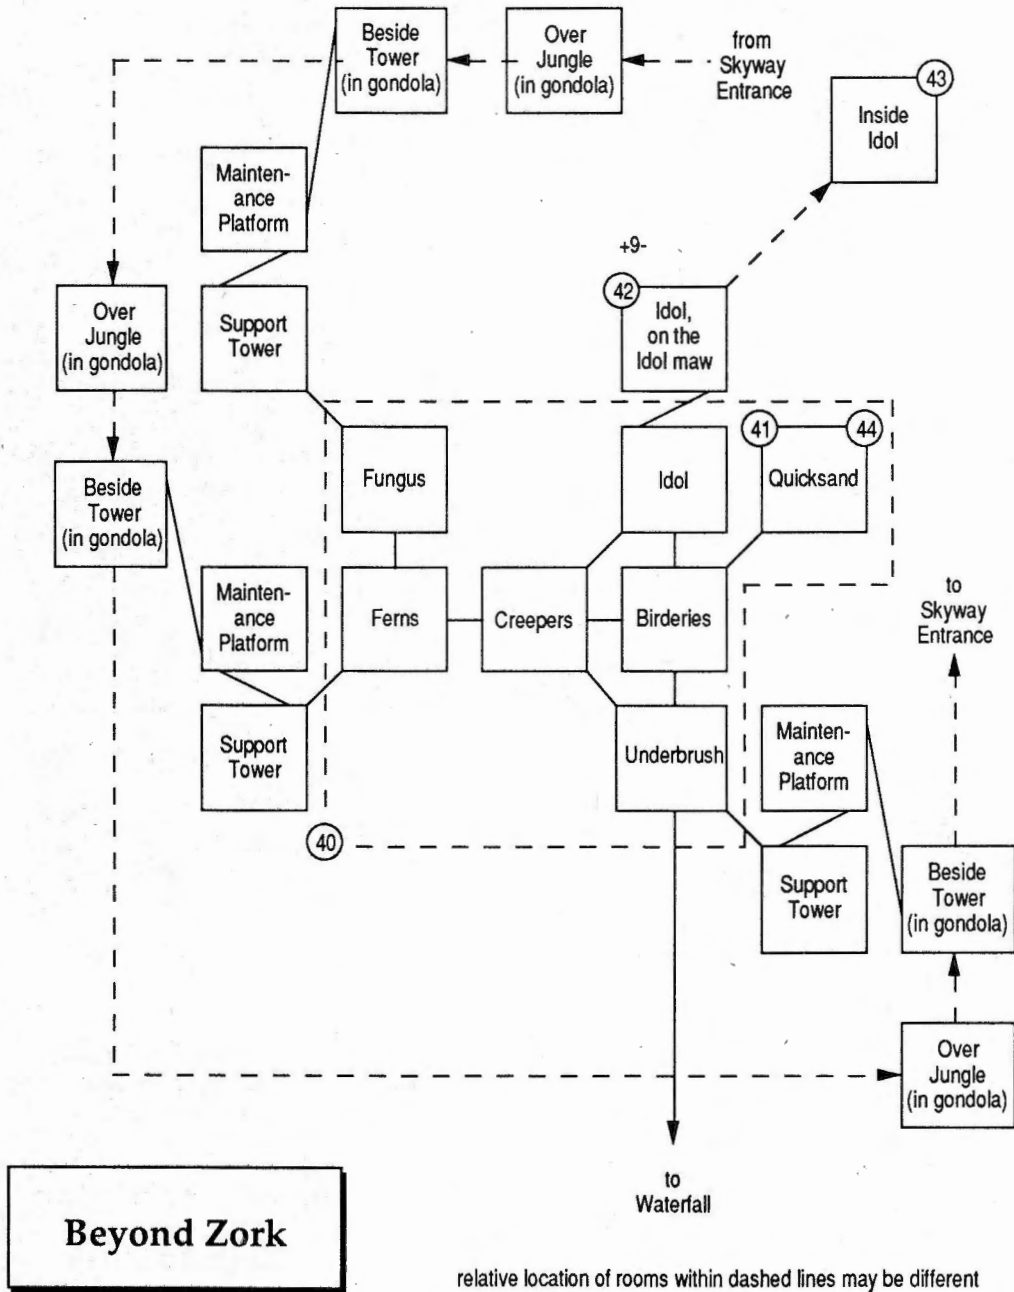 Beside
Tower
(in gondola)
Over
Jungle
(in gondola)
from
Skyway
Entrance
43
Inside
Idol
Mainten-
ance
Platform
+9-
42
Idol,
on the
Idol maw
Over
Jungle
(in gondola)
Support
Tower
Fungus
Idol
41
44
Quicksand
Beside
Tower
(in gondola)
Mainten-
ance
Platform
Ferns
Creepers
Birderies
to
Skyway
Entrance
Support
Tower
Underbrush
Mainten-
ance
Platform
40
Support
Tower
Beside
Tower
(in gondola)
Over
Jungle
(in gondola)
to
Waterfall
Beyond Zork
relative location of rooms within dashed lines may be different